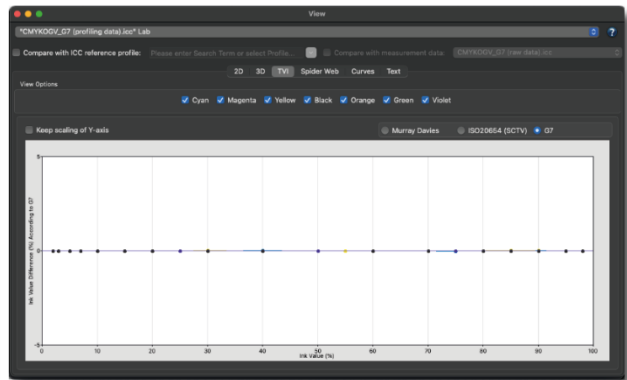 View
"CMYKOGV_G7 (profiling data).icc" Lab
?
Compare with ICC reference profile: Please enter Search Term or select Profile... Compare with measurement data CMYKOGV_G7 (new data).icc
2D 3D TVI Spider Web Curves Text
View Options
Cyan Magenta Yellow Black Orange Green Violet
Keep scaling of Y-axis Murray Davies ISO20654 (SCTV) G7
Ink Value Difference (%) According to G7
5
0
-5
0 10 20 30 40 50 60 70 80 90 100
Ink Value (%)